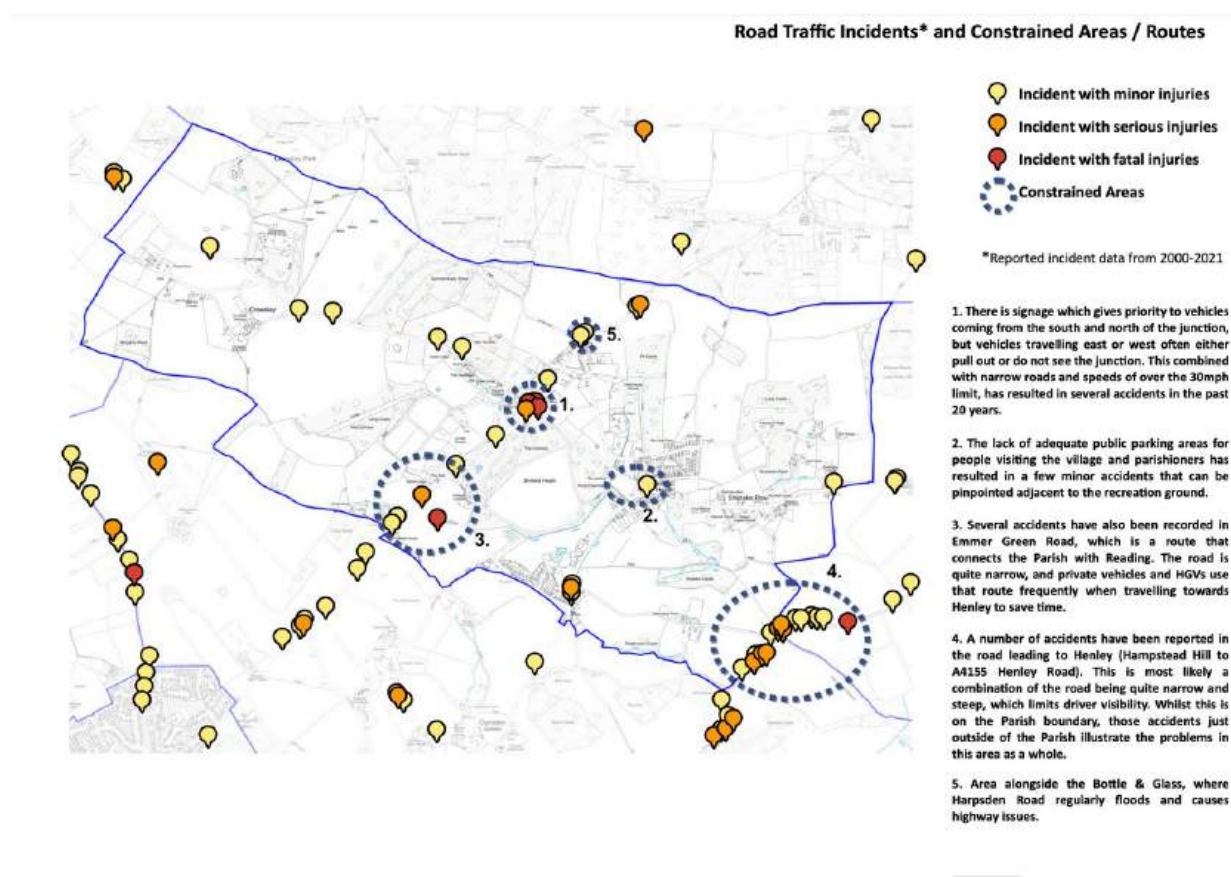 Road Traffic Incidents* and Constrained Areas / Routes
Incident with minor injuries
Incident with serious injuries
Incident with fatal injuries
Constrained Areas
*Reported incident data from 2000-2021
1. There is signage which gives priority to vehicles
coming from the south and north of the junction,
but vehicles travelling east or west often either
pull out or do not see the junction. This combined
with narrow roads and speeds of over the 30mph
limit, has resulted in several accidents in the past
20 years.
2. The lack of adequate public parking areas for
people visiting the village and parishioners has
resulted in a few minor accidents that can be
pinpointed adjacent to the recreation ground.
3. Several accidents have also been recorded in
Emmer Green Road, which is a route that
connects the Parish with Reading. The road is
quite narrow, and private vehicles and HGVs use
that route frequently when travelling towards
Henley to save time.
4. A number of accidents have been reported in
the road leading to Henley (Hampstead Hill to
A4155 Henley Road). This is most likely a
combination of the road being quite narrow and
steep, which limits driver visibility. Whilst this is
on the Parish boundary, those accidents just
outside of the Parish illustrate the problems in
this area as a whole.
5. Area alongside the Bottle & Glass, where
Harpsden Road regularly floods and causes
highway issues.
5.
1.
2.
3.
4.